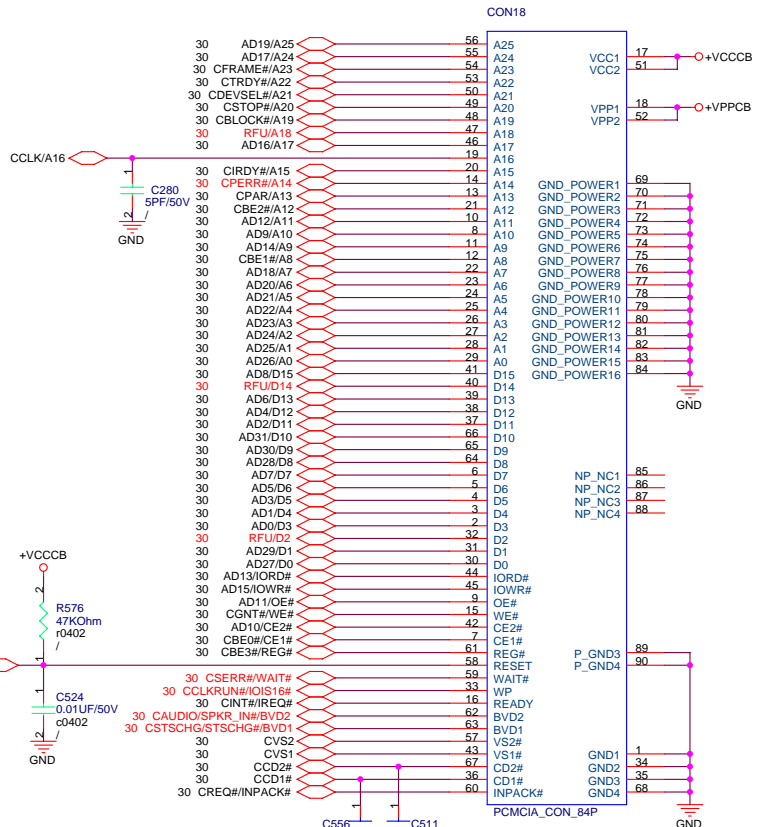 CON18
30 AD19/A25 56 A25
30 AD17/A24 55 A24 VCC1 17 +VCCCB
30 CFRAME#/A23 54 A23 VCC2 51
30 CTRDY#/A22 53 A22
30 CDEVSEL#/A21 50 A21
30 CSTOP#/A20 49 A20 VPP1 18 +VPPCB
30 CBLOCK#/A19 48 A19 VPP2 52
30 RFU/A18 47 A18
30 AD16/A17 46 A17
CCLK/A16 19 A16
30 CIRDY#/A15 20 A15
30 CPERR#/A14 14 A14 GND_POWER1 69
30 CPAR/A13 13 A13 GND_POWER2 70
30 CBE2#/A12 21 A12 GND_POWER3 71
30 AD12/A11 10 A11 GND_POWER4 72
30 AD9/A10 8 A10 GND_POWER5 73
30 AD14/A9 11 A9 GND_POWER6 74
30 CBE1#/A8 12 A8 GND_POWER7 75
30 AD18/A7 22 A7 GND_POWER8 76
30 AD20/A6 23 A6 GND_POWER9 77
30 AD21/A5 24 A5 GND_POWER10 78
30 AD22/A4 25 A4 GND_POWER11 79
30 AD23/A3 26 A3 GND_POWER12 80
30 AD24/A2 27 A2 GND_POWER13 81
30 AD25/A1 28 A1 GND_POWER14 82
30 AD26/A0 29 A0 GND_POWER15 83
30 AD8/D15 41 D15 GND_POWER16 84
30 RFU/D14 40 D14
30 AD6/D13 39 D13
30 AD4/D12 38 D12
30 AD2/D11 37 D11
30 AD31/D10 66 D10
30 AD30/D9 65 D9
30 AD28/D8 64 D8
30 AD7/D7 6 D7 NP_NC1 85
30 AD5/D6 5 D6 NP_NC2 86
30 AD3/D5 4 D5 NP_NC3 87
30 AD1/D4 3 D4 NP_NC4 88
30 AD0/D3 2 D3
30 RFU/D2 32 D2
30 AD29/D1 31 D1
30 AD27/D0 30 D0
30 AD13/IORD# 44 IORD#
30 AD15/IOWR# 45 IOWR#
30 AD11/OE# 9 OE#
30 CGNT#/WE# 15 WE#
30 AD10/CE2# 42 CE2#
30 CBE0#/CE1# 7 CE1#
30 CBE3#/REG# 61 REG# P_GND3 89
58 RESET P_GND4 90
30 CSERR#/WAIT# 59 WAIT#
30 CCLKRUN#/IOIS16# 33 WP
30 CINT#/IREQ# 16 READY
30 CAUDIO/SPKR_IN#/BVD2 62 BVD2
30 CSTSCHG/STSCHG#/BVD1 63 BVD1
30 CVS2 57 VS2#
30 CVS1 43 VS1# GND1 1
30 CCD2# 67 CD2# GND2 34
30 CCD1# 36 CD1# GND3 35
30 CREQ#/INPACK# 60 INPACK# GND4 68
PCMCIA_CON_84P
GND
GND
1
C280
5PF/50V
2
/
GND
+VCCCB
2
R576
47KOhm
r0402
/
1
1
C524
0.01UF/50V
c0402
2
GND
1
C556
1
C511